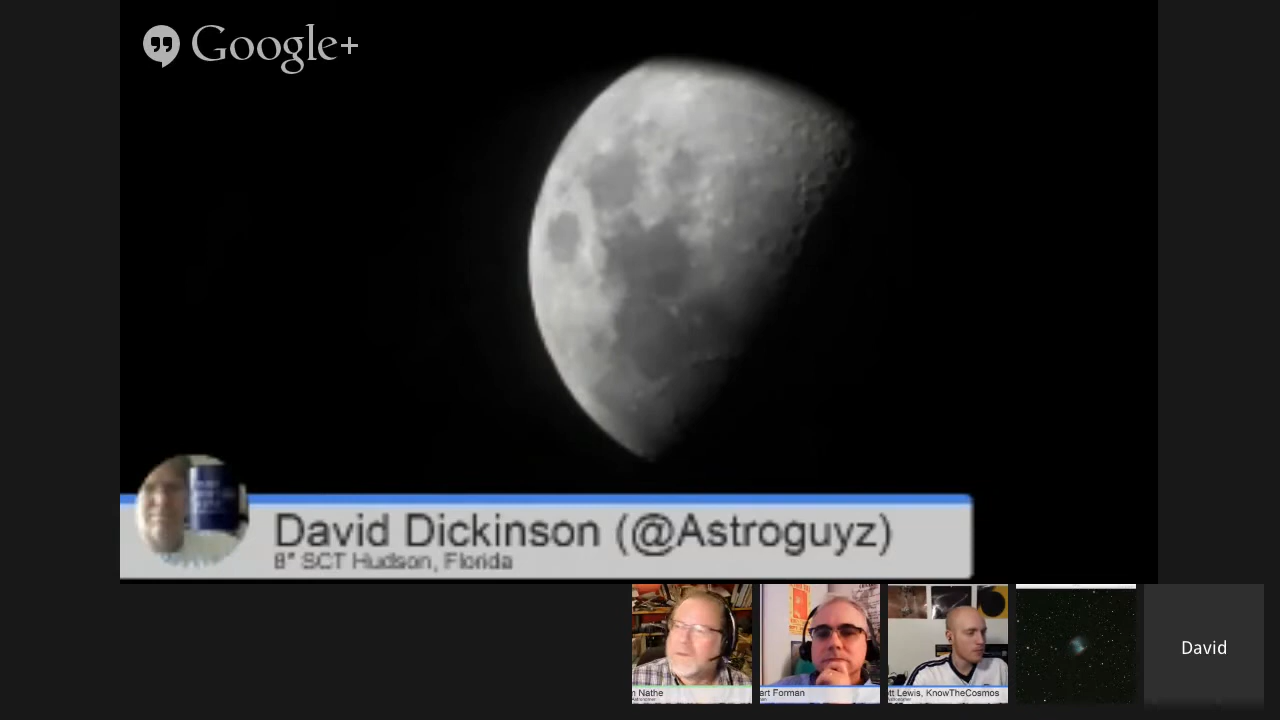 Google+
David Dickinson (@Astroguyz)
8" SCT Hudson, Florida
n Nathe
art Forman
tt Lewis, KnowTheCosmos
David